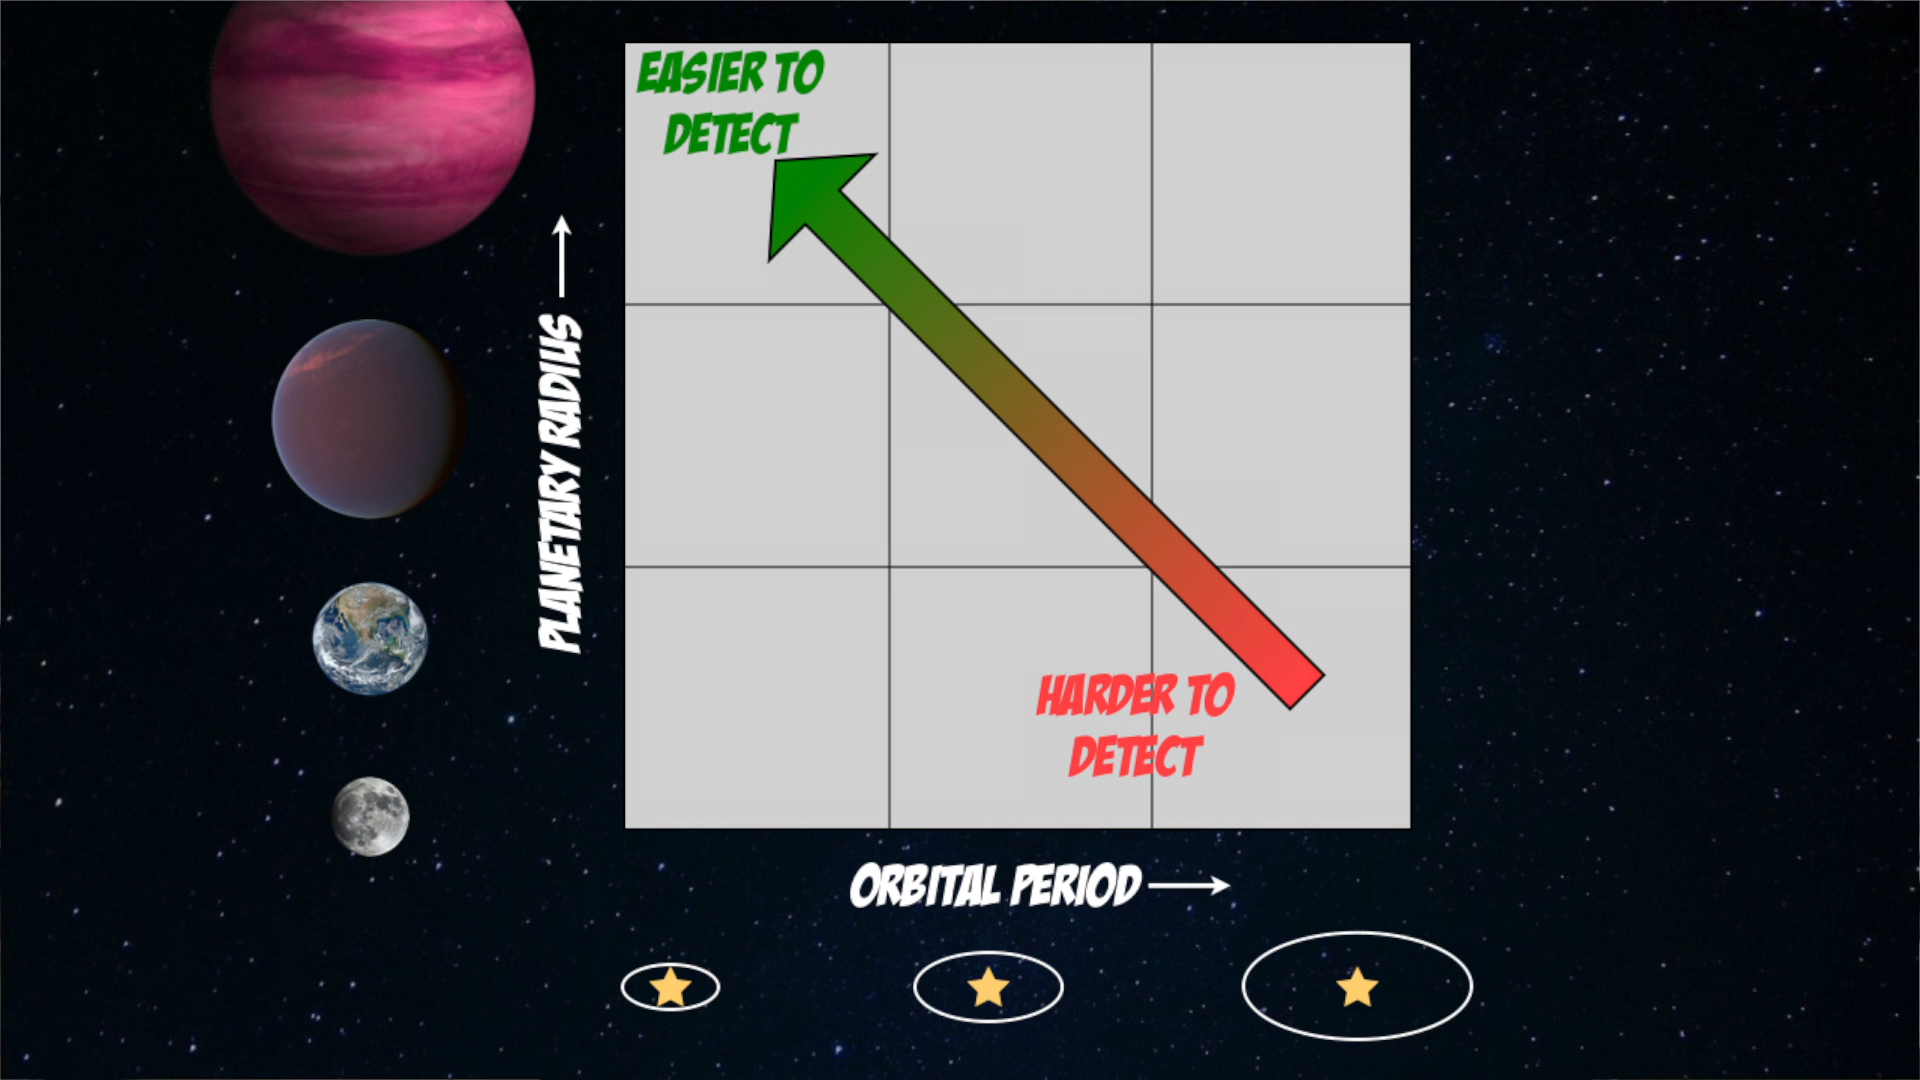 EASIER TO
DETECT
PLANETARY RADIUS
HARDER TO
DETECT
ORBITAL PERIOD